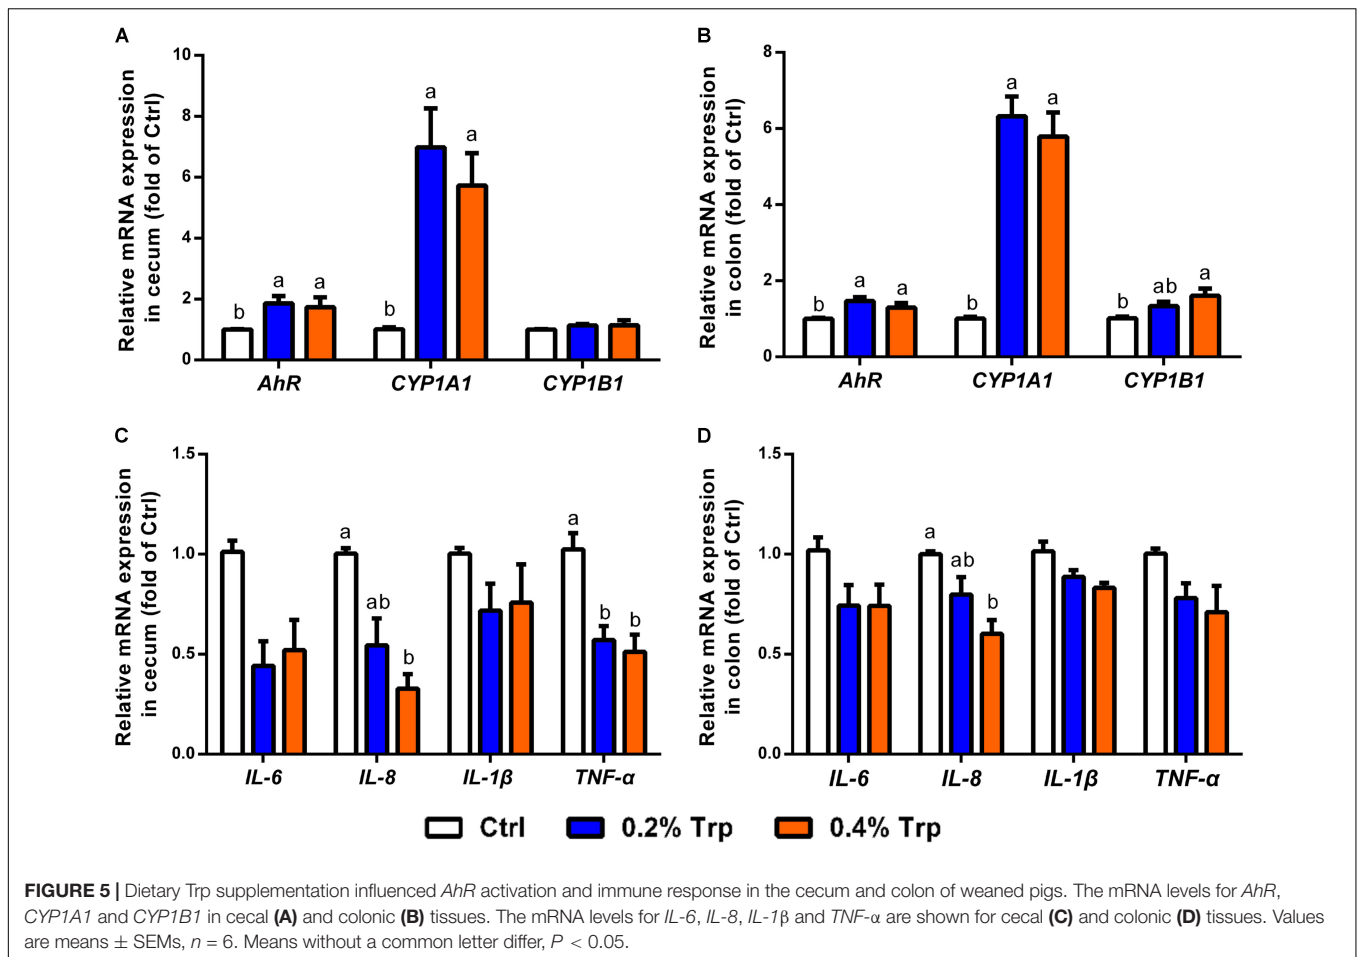 A
Relative mRNA expression
in cecum (fold of Ctrl)
10
8
6
4
2
0
b
a
a
b
a
a
AhR
CYP1A1
CYP1B1
B
Relative mRNA expression
in colon (fold of Ctrl)
8
6
4
2
0
b
a
a
b
a
a
b
ab
a
AhR
CYP1A1
CYP1B1
C
Relative mRNA expression
in cecum (fold of Ctrl)
1.5
1.0
0.5
0.0
a
ab
b
a
b
b
IL-6
IL-8
IL-1β
TNF-α
D
Relative mRNA expression
in colon (fold of Ctrl)
1.5
1.0
0.5
0.0
a
ab
b
IL-6
IL-8
IL-1β
TNF-α
Ctrl
0.2% Trp
0.4% Trp
FIGURE 5 | Dietary Trp supplementation influenced AhR activation and immune response in the cecum and colon of weaned pigs. The mRNA levels for AhR,
CYP1A1 and CYP1B1 in cecal (A) and colonic (B) tissues. The mRNA levels for IL-6, IL-8, IL-1β and TNF-α are shown for cecal (C) and colonic (D) tissues. Values
are means ± SEMs, n = 6. Means without a common letter differ, P < 0.05.